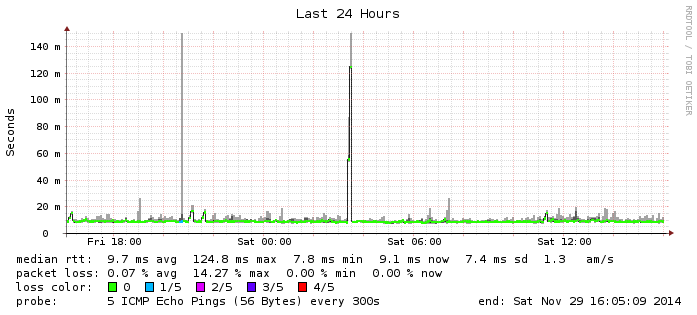 Last 24 Hours
RRDTOOL / TOBI OETIKER
Seconds
140 m
120 m
100 m
80 m
60 m
40 m
20 m
0
Fri 18:00 Sat 00:00 Sat 06:00 Sat 12:00
median rtt: 9.7 ms avg 124.8 ms max 7.8 ms min 9.1 ms now 7.4 ms sd 1.3 am/s
packet loss: 0.07 % avg 14.27 % max 0.00 % min 0.00 % now
loss color: 0 1/5 2/5 3/5 4/5
probe: 5 ICMP Echo Pings (56 Bytes) every 300s end: Sat Nov 29 16:05:09 2014